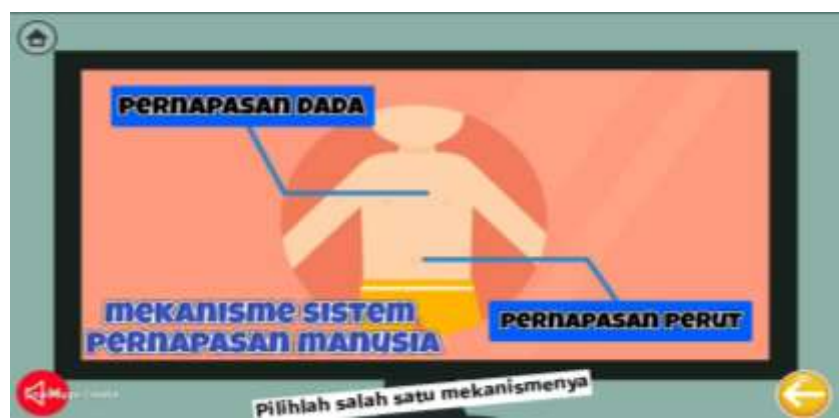 PERNAPASAN DADA
MEKANISME SISTEM
PERNAPASAN MANUSIA
PERNAPASAN PERUT
Pilihlah salah satu mekanismenya